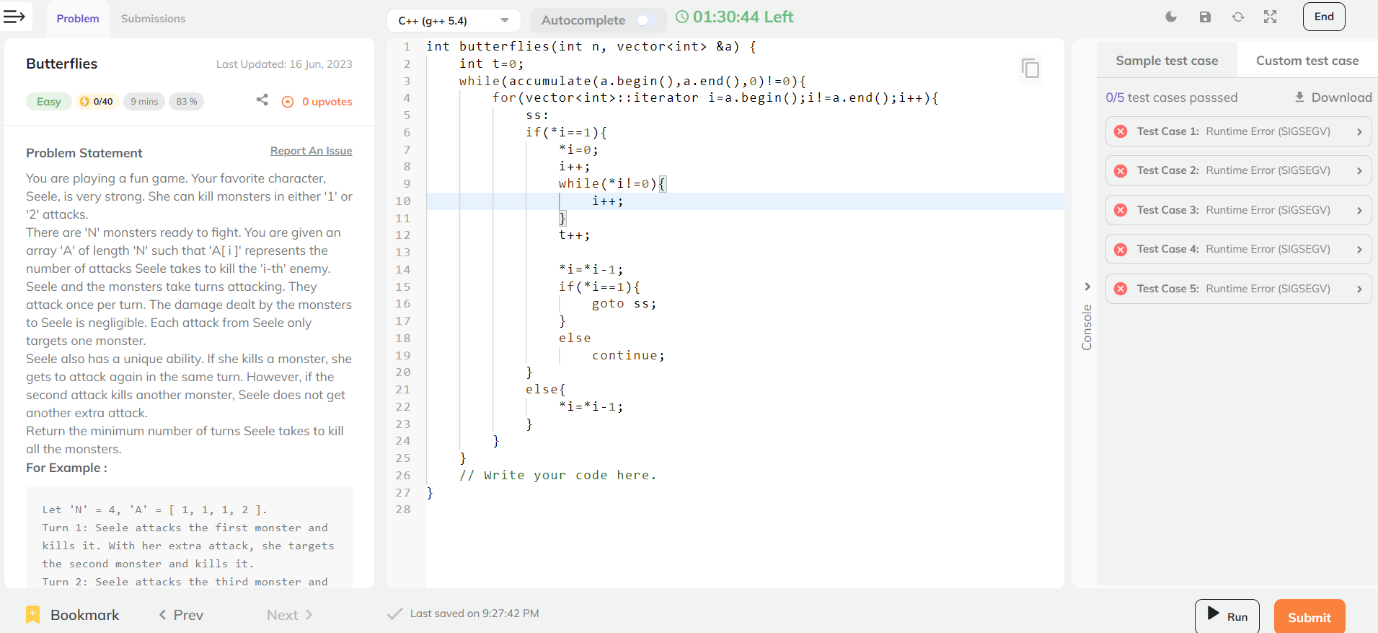 Problem
Submissions
C++ (g++ 5.4)
Autocomplete
01:30:44 Left
End
Butterflies
Last Updated: 16 Jun, 2023
Easy
0/40
9 mins
83 %
0 upvotes
Problem Statement
Report An Issue
You are playing a fun game. Your favorite character,
Seele, is very strong. She can kill monsters in either '1' or
'2' attacks.
There are 'N' monsters ready to fight. You are given an
array 'A' of length 'N' such that 'A[ i ]' represents the
number of attacks Seele takes to kill the 'i-th' enemy.
Seele and the monsters take turns attacking. They
attack once per turn. The damage dealt by the monsters
to Seele is negligible. Each attack from Seele only
targets one monster.
Seele also has a unique ability. If she kills a monster, she
gets to attack again in the same turn. However, if the
second attack kills another monster, Seele does not get
another extra attack.
Return the minimum number of turns Seele takes to kill
all the monsters.
For Example :
Let 'N' = 4, 'A' = [ 1, 1, 1, 2 ].
Turn 1: Seele attacks the first monster and
kills it. With her extra attack, she targets
the second monster and kills it.
Turn 2: Seele attacks the third monster and
1 int butterflies(int n, vector<int> &a) {
2 int t=0;
3 while(accumulate(a.begin(),a.end(),0)!=0){
4 for(vector<int>::iterator i=a.begin();i!=a.end();i++){
5 ss:
6 if(*i==1){
7 *i=0;
8 i++;
9 while(*i!=0){
10 i++;
11 }
12 t++;
13
14 *i=*i-1;
15 if(*i==1){
16 goto ss;
17 }
18 else
19 continue;
20 }
21 else{
22 *i=*i-1;
23 }
24 }
25 }
26 // Write your code here.
27 }
28
Console
Sample test case
Custom test case
0/5 test cases passsed
Download
Test Case 1: Runtime Error (SIGSEGV)
Test Case 2: Runtime Error (SIGSEGV)
Test Case 3: Runtime Error (SIGSEGV)
Test Case 4: Runtime Error (SIGSEGV)
Test Case 5: Runtime Error (SIGSEGV)
Bookmark
Prev
Next
Last saved on 9:27:42 PM
Run
Submit